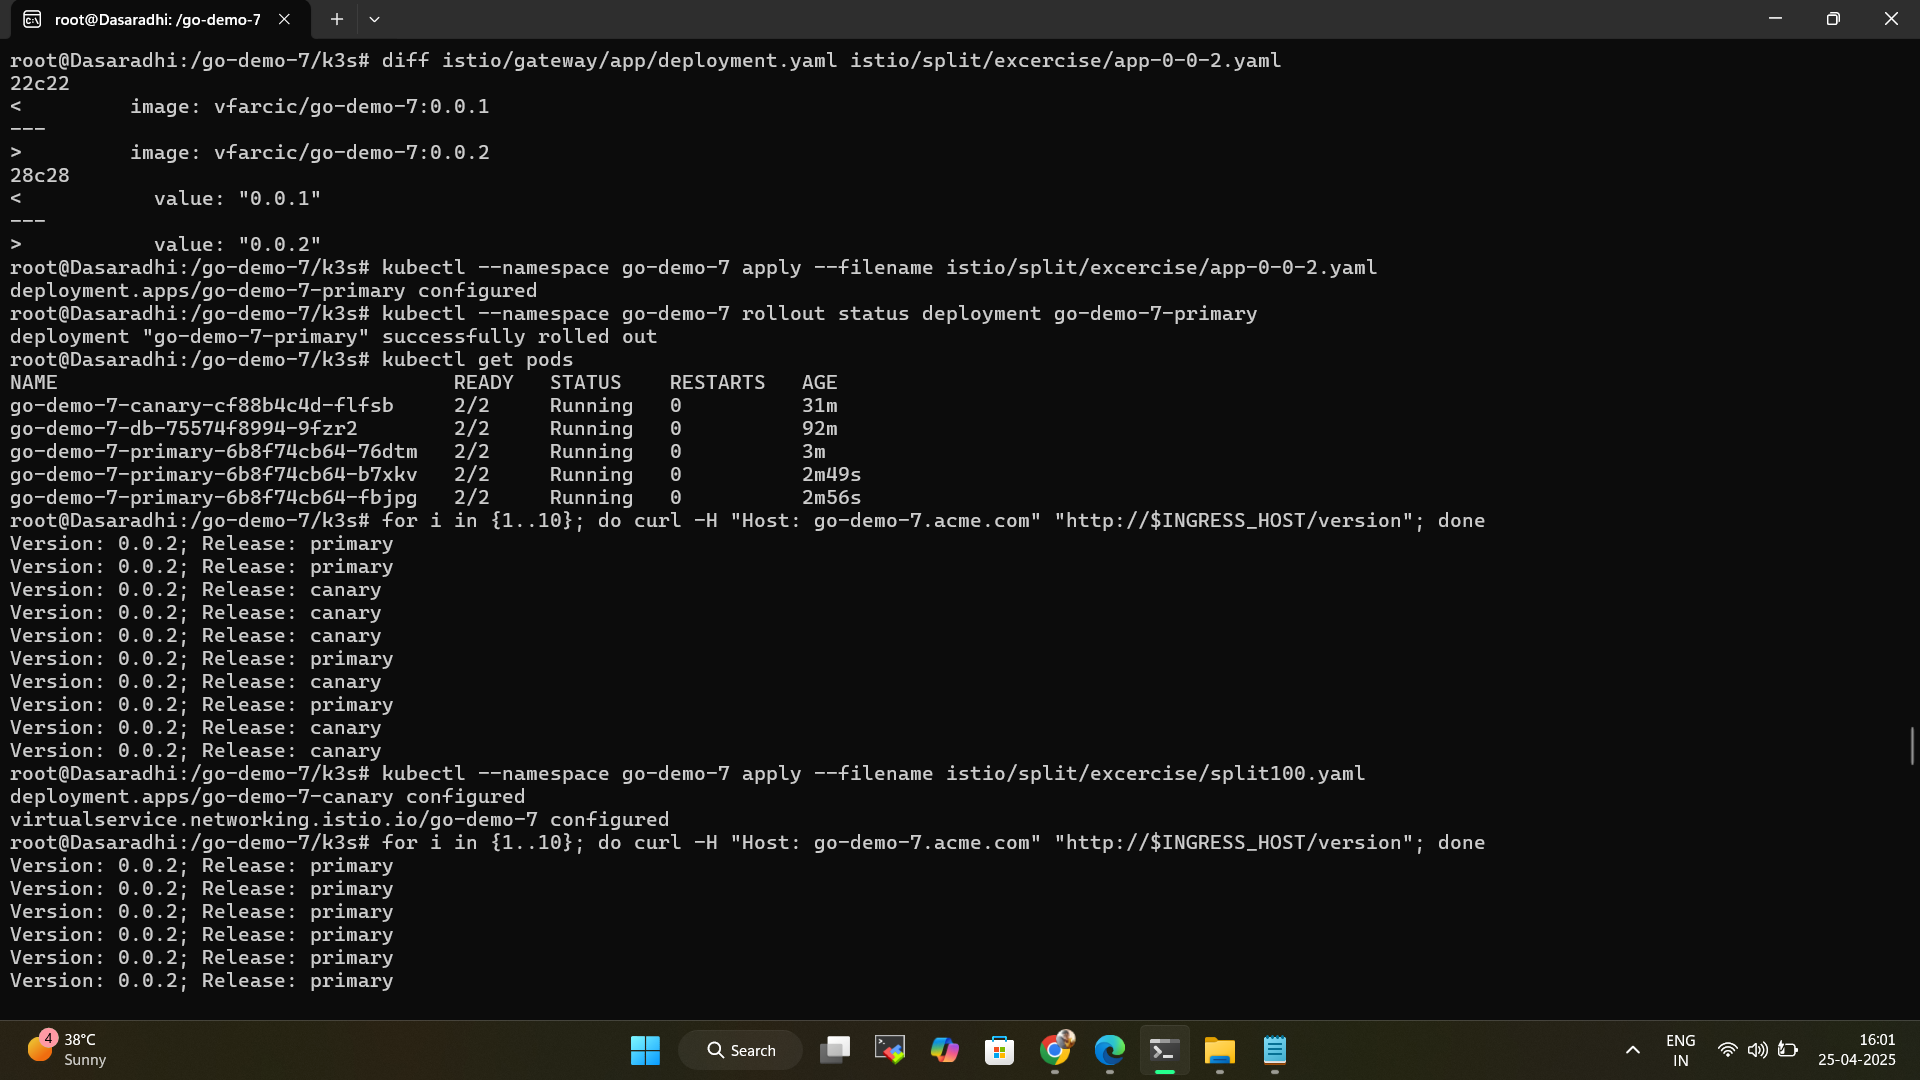 root@Dasaradhi: /go-demo-7
root@Dasaradhi:/go-demo-7/k3s# diff istio/gateway/app/deployment.yaml istio/split/excercise/app-0-0-2.yaml
22c22
<         image: vfarcic/go-demo-7:0.0.1
---
>         image: vfarcic/go-demo-7:0.0.2
28c28
<           value: "0.0.1"
---
>           value: "0.0.2"
root@Dasaradhi:/go-demo-7/k3s# kubectl --namespace go-demo-7 apply --filename istio/split/excercise/app-0-0-2.yaml
deployment.apps/go-demo-7-primary configured
root@Dasaradhi:/go-demo-7/k3s# kubectl --namespace go-demo-7 rollout status deployment go-demo-7-primary
deployment "go-demo-7-primary" successfully rolled out
root@Dasaradhi:/go-demo-7/k3s# kubectl get pods
NAME                                 READY   STATUS    RESTARTS   AGE
go-demo-7-canary-cf88b4c4d-flfsb     2/2     Running   0          31m
go-demo-7-db-75574f8994-9fzr2        2/2     Running   0          92m
go-demo-7-primary-6b8f74cb64-76dtm   2/2     Running   0          3m
go-demo-7-primary-6b8f74cb64-b7xkv   2/2     Running   0          2m49s
go-demo-7-primary-6b8f74cb64-fbjpg   2/2     Running   0          2m56s
root@Dasaradhi:/go-demo-7/k3s# for i in {1..10}; do curl -H "Host: go-demo-7.acme.com" "http://$INGRESS_HOST/version"; done
Version: 0.0.2; Release: primary
Version: 0.0.2; Release: primary
Version: 0.0.2; Release: canary
Version: 0.0.2; Release: canary
Version: 0.0.2; Release: canary
Version: 0.0.2; Release: primary
Version: 0.0.2; Release: canary
Version: 0.0.2; Release: primary
Version: 0.0.2; Release: canary
Version: 0.0.2; Release: canary
root@Dasaradhi:/go-demo-7/k3s# kubectl --namespace go-demo-7 apply --filename istio/split/excercise/split100.yaml
deployment.apps/go-demo-7-canary configured
virtualservice.networking.istio.io/go-demo-7 configured
root@Dasaradhi:/go-demo-7/k3s# for i in {1..10}; do curl -H "Host: go-demo-7.acme.com" "http://$INGRESS_HOST/version"; done
Version: 0.0.2; Release: primary
Version: 0.0.2; Release: primary
Version: 0.0.2; Release: primary
Version: 0.0.2; Release: primary
Version: 0.0.2; Release: primary
Version: 0.0.2; Release: primary
4
38°C
Sunny
Search
ENG
IN
16:01
25-04-2025